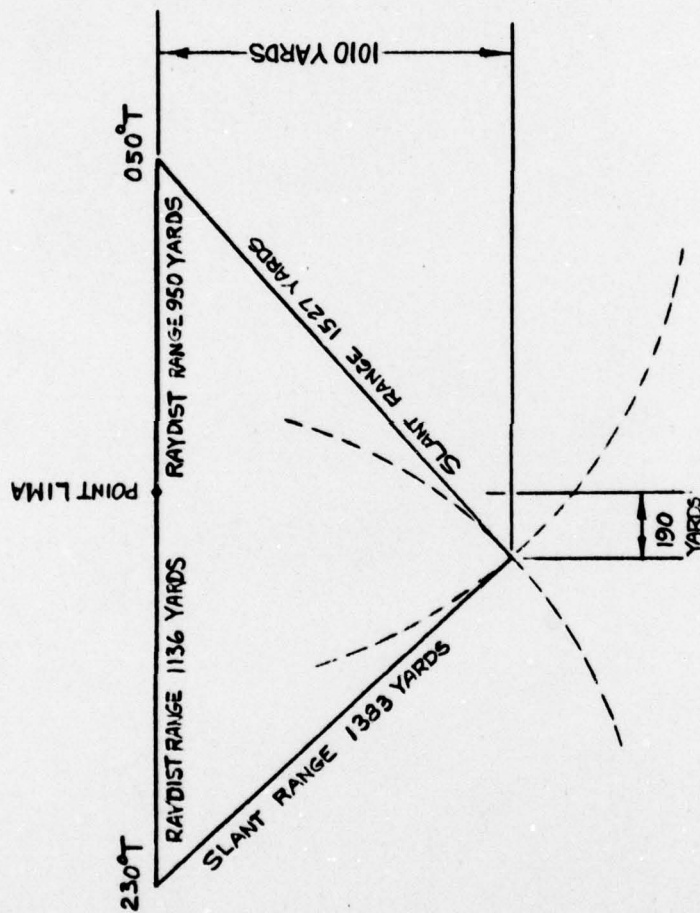 050°T
1010 YARDS
RAYDIST RANGE 950 YARDS
SLANT RANGE 1527 YARDS
POINT LIMA
190
YARDS
RAYDIST RANGE 1136 YARDS
SLANT RANGE 1383 YARDS
230°T